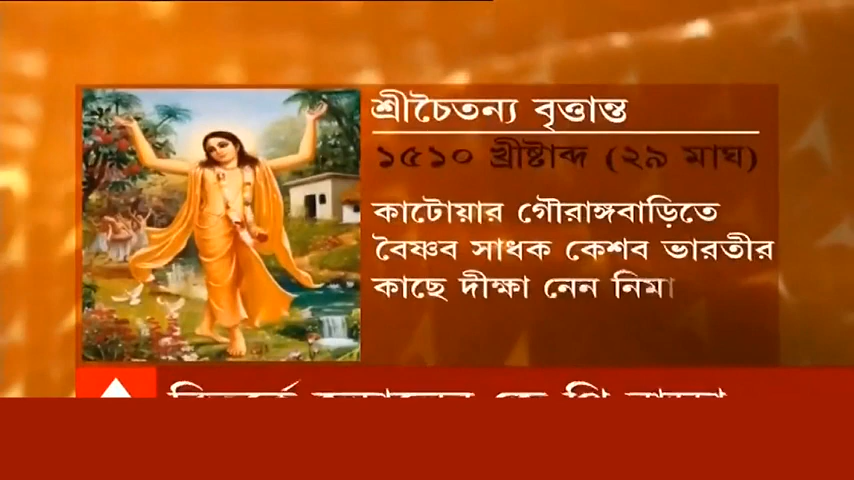 শ্রীচৈতন্য বৃত্তান্ত
১৫১০ খ্রীষ্টাব্দ (২৯ মাঘ)
কাটোয়ার গৌরাঙ্গবাড়িতে
বৈষ্ণব সাধক কেশব ভারতীর
কাছে দীক্ষা নেন নিমা